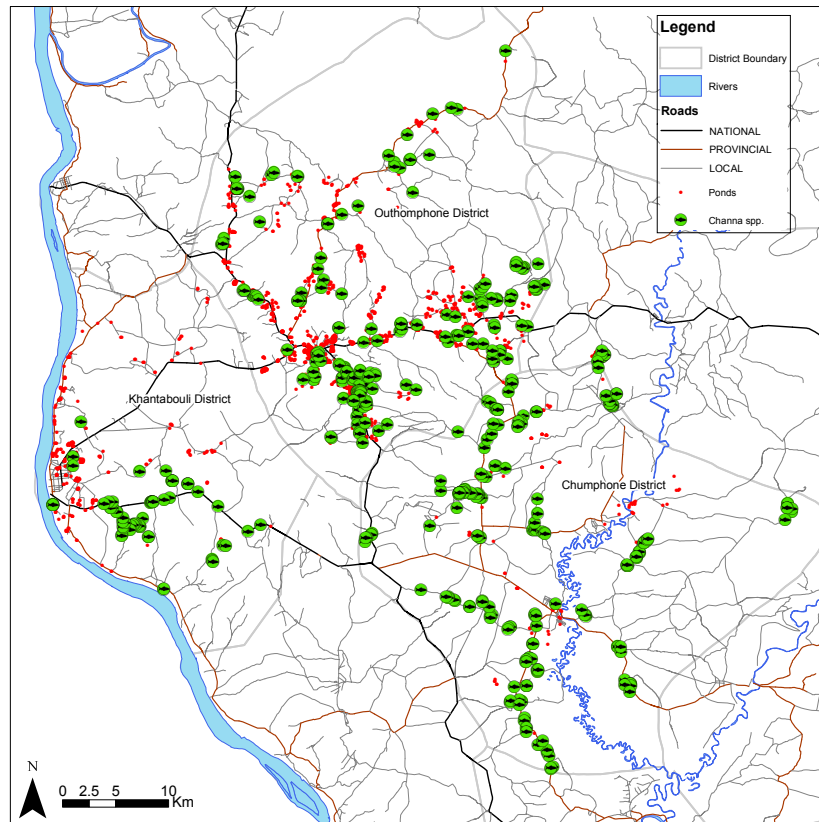 Legend
District Boundary
Rivers
Roads
NATIONAL
PROVINCIAL
LOCAL
Ponds
Channa spp.
Outhomphone District
Khantabouli District
Chumphone District
N
0 2.5 5 10
Km